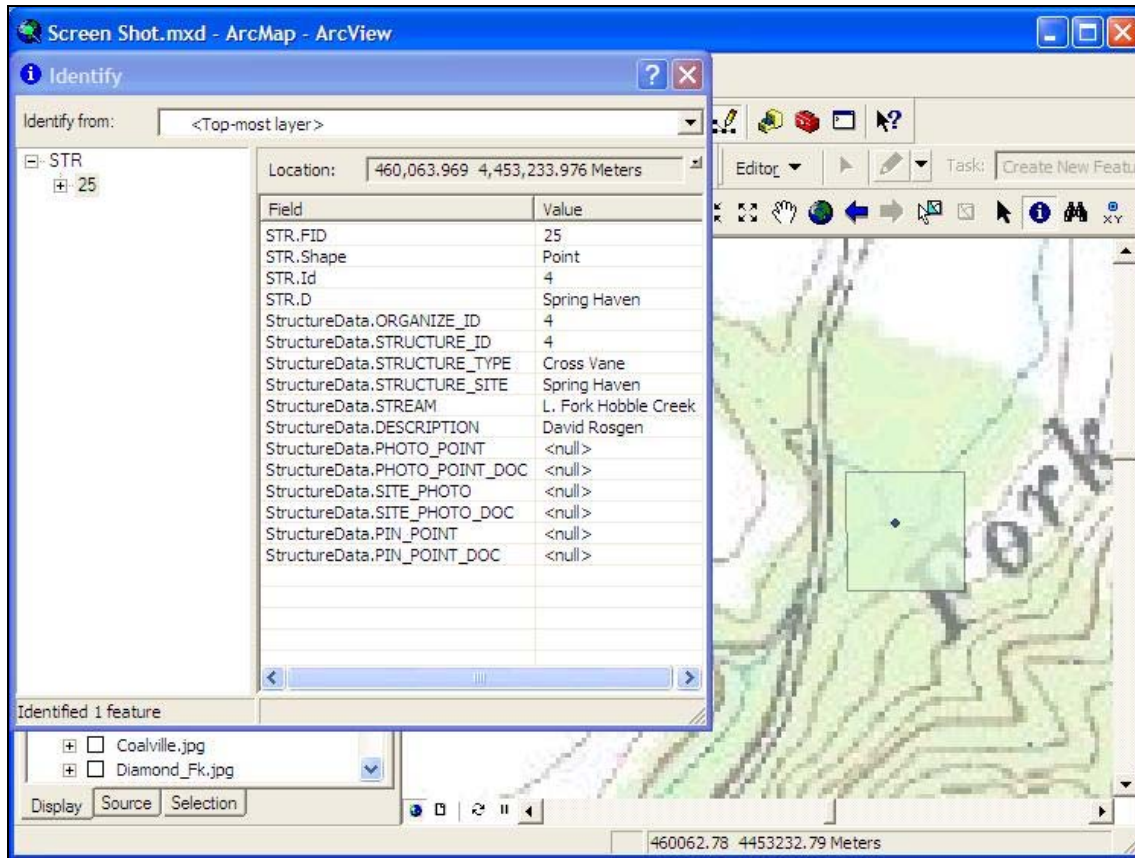 Screen Shot.mxd - ArcMap - ArcView
Identify
Identify from: <Top-most layer>
STR
25
Location: 460,063.969 4,453,233.976 Meters
Field Value
STR.FID 25
STR.Shape Point
STR.Id 4
STR.D Spring Haven
StructureData.ORGANIZE_ID 4
StructureData.STRUCTURE_ID 4
StructureData.STRUCTURE_TYPE Cross Vane
StructureData.STRUCTURE_SITE Spring Haven
StructureData.STREAM L. Fork Hobble Creek
StructureData.DESCRIPTION David Rosgen
StructureData.PHOTO_POINT <null>
StructureData.PHOTO_POINT_DOC <null>
StructureData.SITE_PHOTO <null>
StructureData.SITE_PHOTO_DOC <null>
StructureData.PIN_POINT <null>
StructureData.PIN_POINT_DOC <null>
Identified 1 feature
Editor Task: Create New Featu
XY
Fork
Coalville.jpg
Diamond_Fk.jpg
Display Source Selection
460062.78 4453232.79 Meters